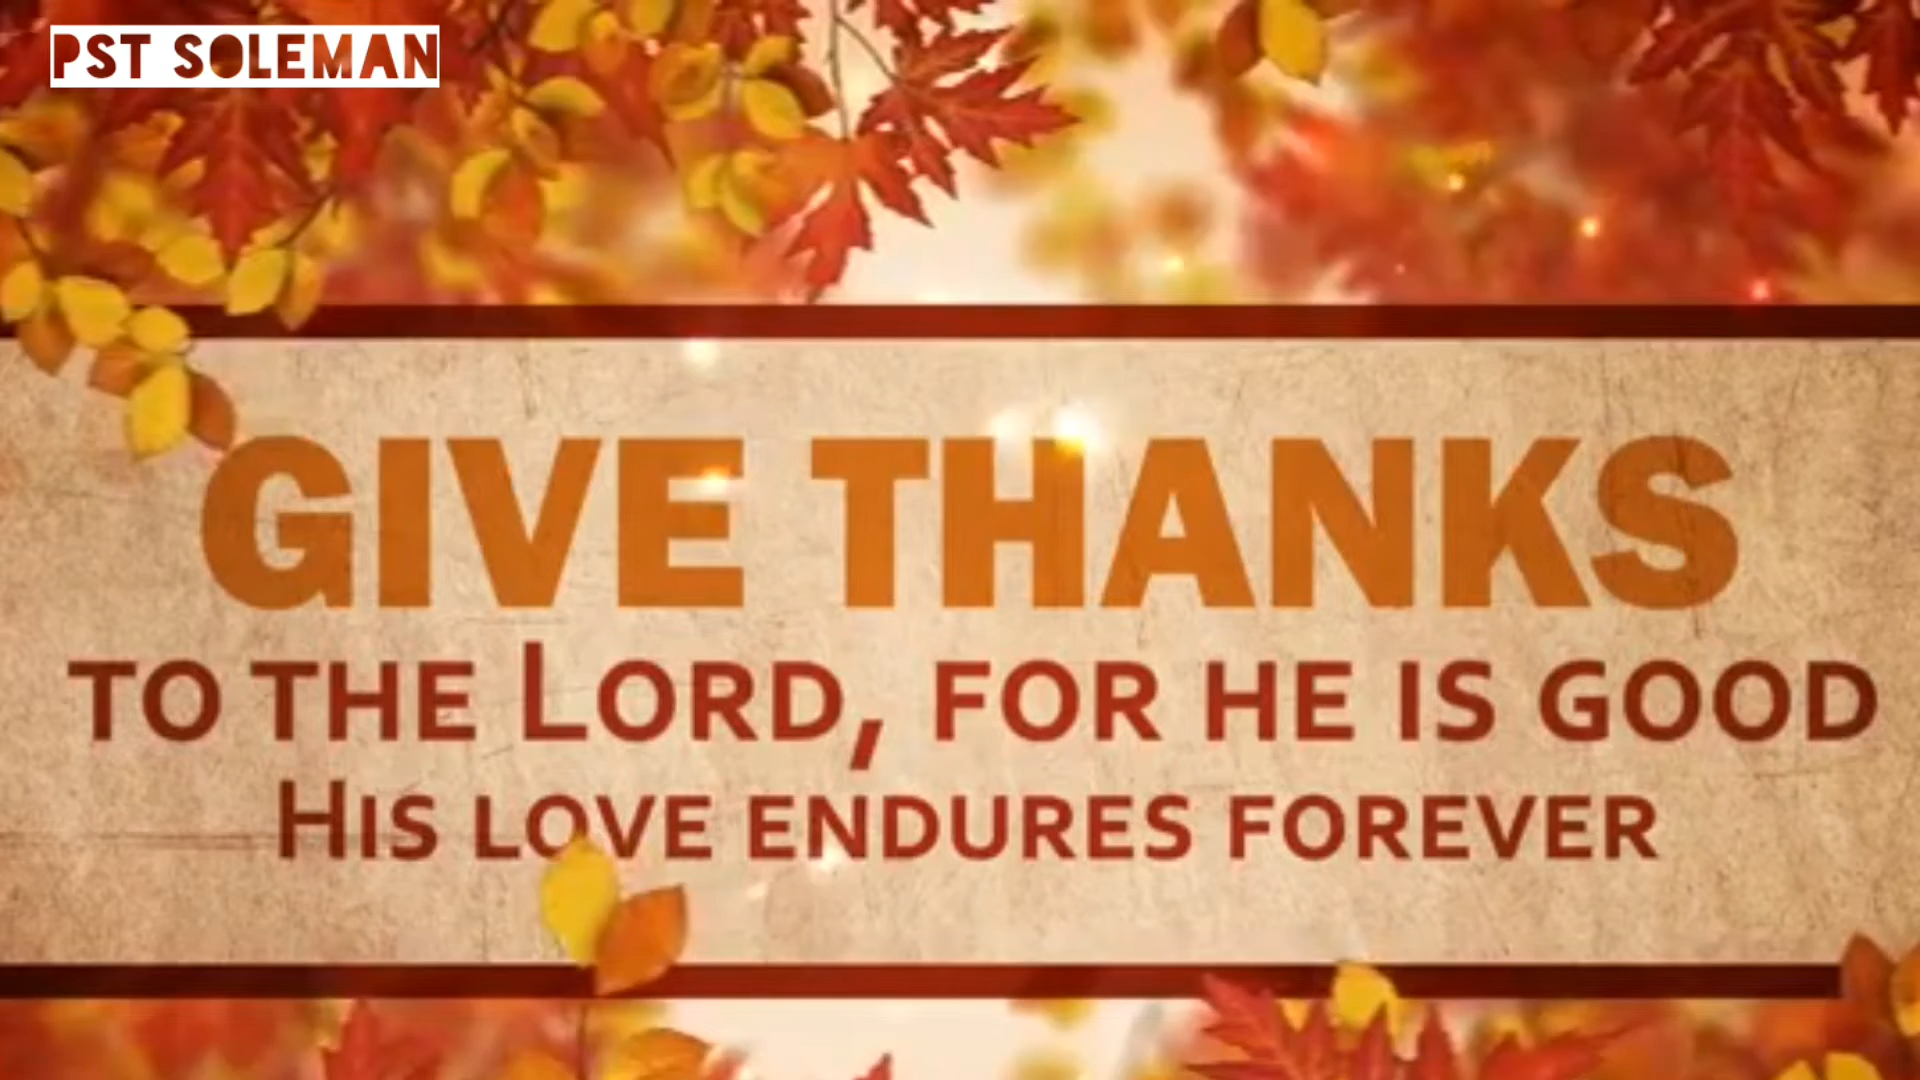 PST SOLEMAN
GIVE THANKS
TO THE LORD, FOR HE IS GOOD
HIS LOVE ENDURES FOREVER